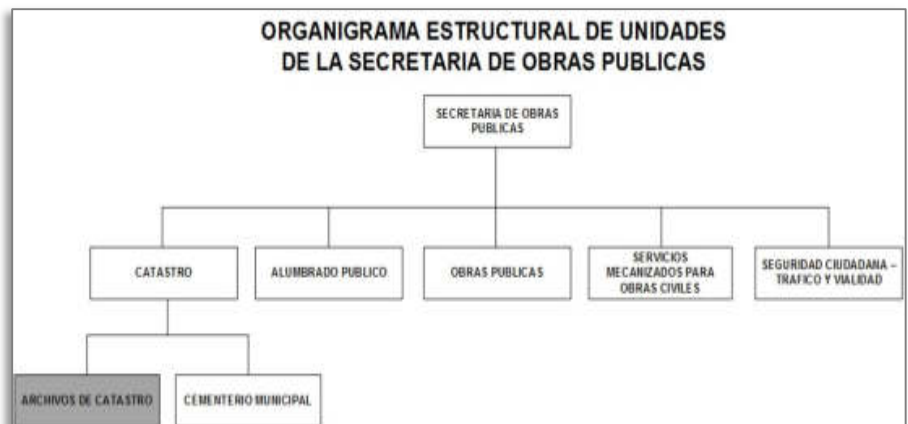 ORGANIGRAMA ESTRUCTURAL DE UNIDADES
DE LA SECRETARIA DE OBRAS PUBLICAS
SECRETARIA DE OBRAS
PUBLICAS
CATASTRO
ALUMBRADO PUBLICO
OBRAS PUBLICAS
SERVICIOS
MECANIZADOS PARA
OBRAS CIVILES
SEGURIDAD CIUDADANA –
TRAFICO Y VIALIDAD
ARCHIVOS DE CATASTRO
CEMENTERIO MUNICIPAL